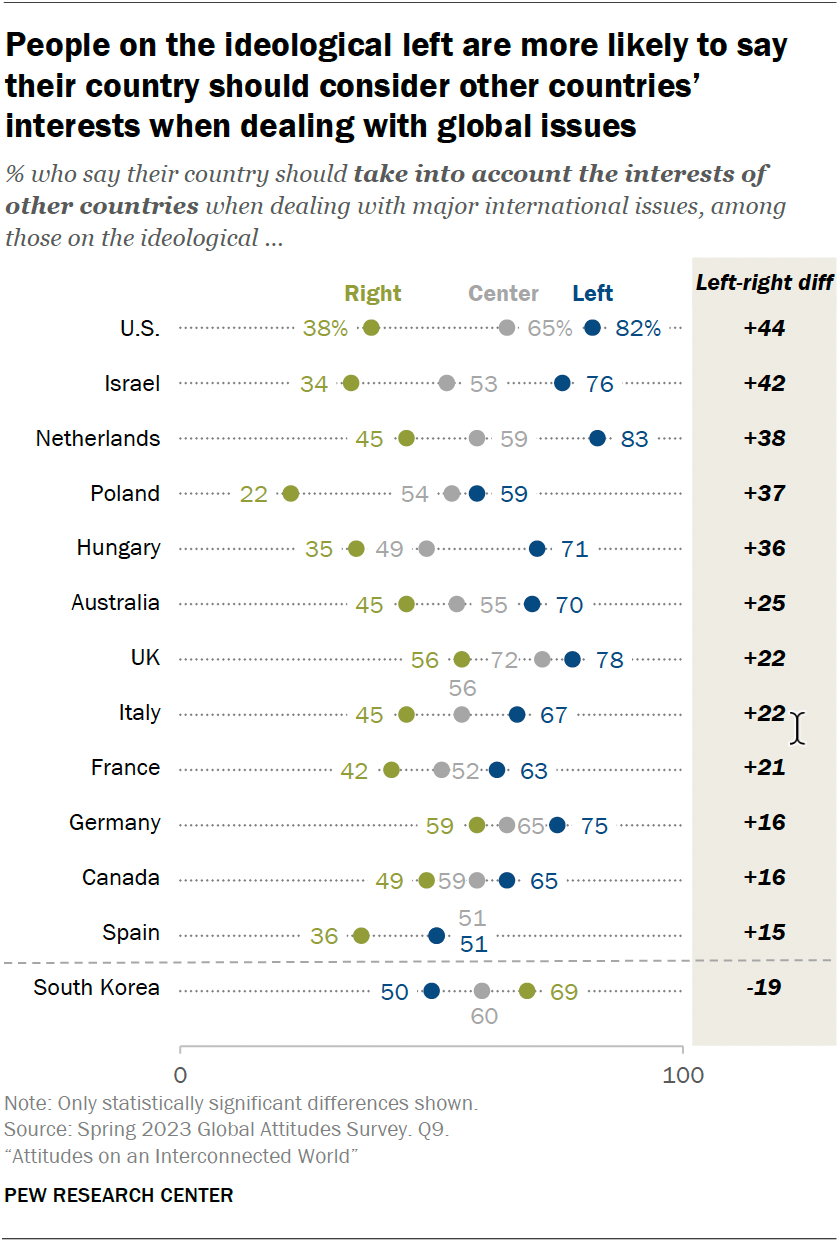 People on the ideological left are more likely to say
their country should consider other countries’
interests when dealing with global issues
% who say their country should take into account the interests of
other countries when dealing with major international issues, among
those on the ideological ...
Left-right diff
Right Center Left
U.S. 38% 65% 82% +44
Israel 34 53 76 +42
Netherlands 45 59 83 +38
Poland 22 54 59 +37
Hungary 35 49 71 +36
Australia 45 55 70 +25
UK 56 72 78 +22
56
Italy 45 67 +22
France 42 52 63 +21
Germany 59 65 75 +16
Canada 49 59 65 +16
51
Spain 36 51 +15
South Korea 50 69 -19
60
0 100
Note: Only statistically significant differences shown.
Source: Spring 2023 Global Attitudes Survey. Q9.
“Attitudes on an Interconnected World”
PEW RESEARCH CENTER